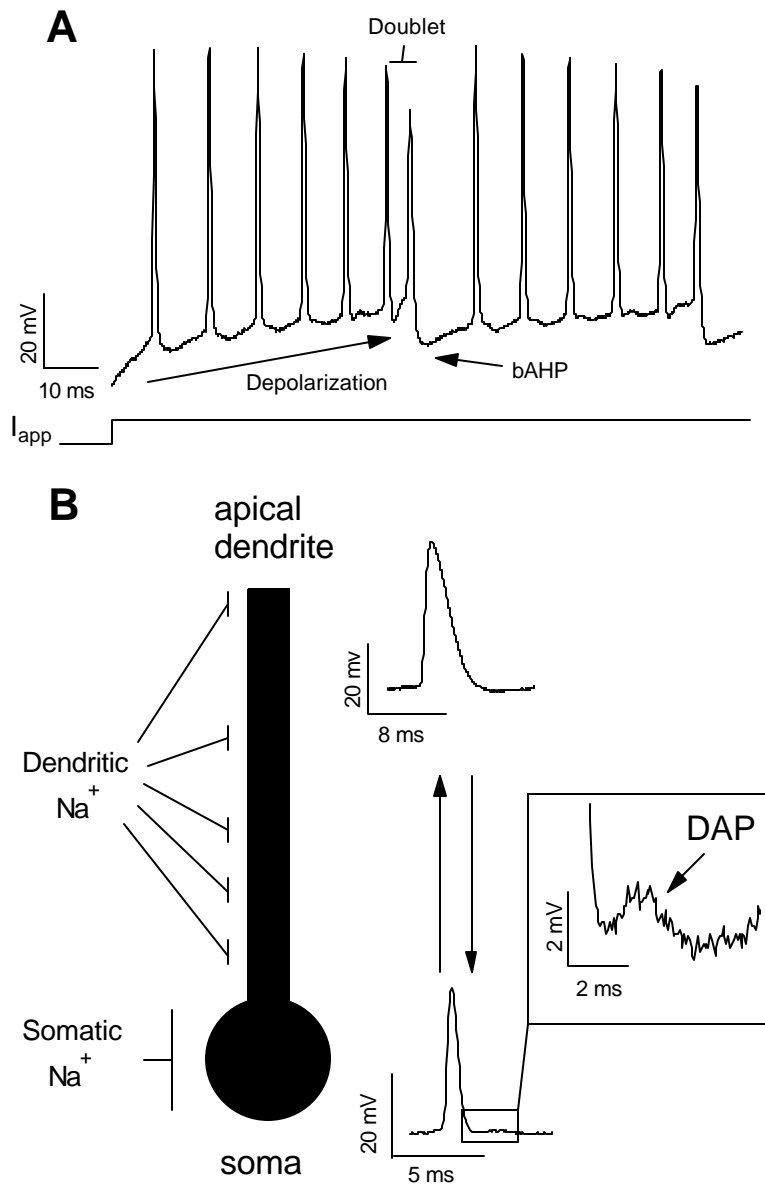 A
Doublet
20 mV
10 ms
Depolarization
bAHP
Iapp
B
apical
dendrite
20 mv
8 ms
Dendritic
Na+
DAP
2 mV
2 ms
Somatic
Na+
20 mV
5 ms
soma